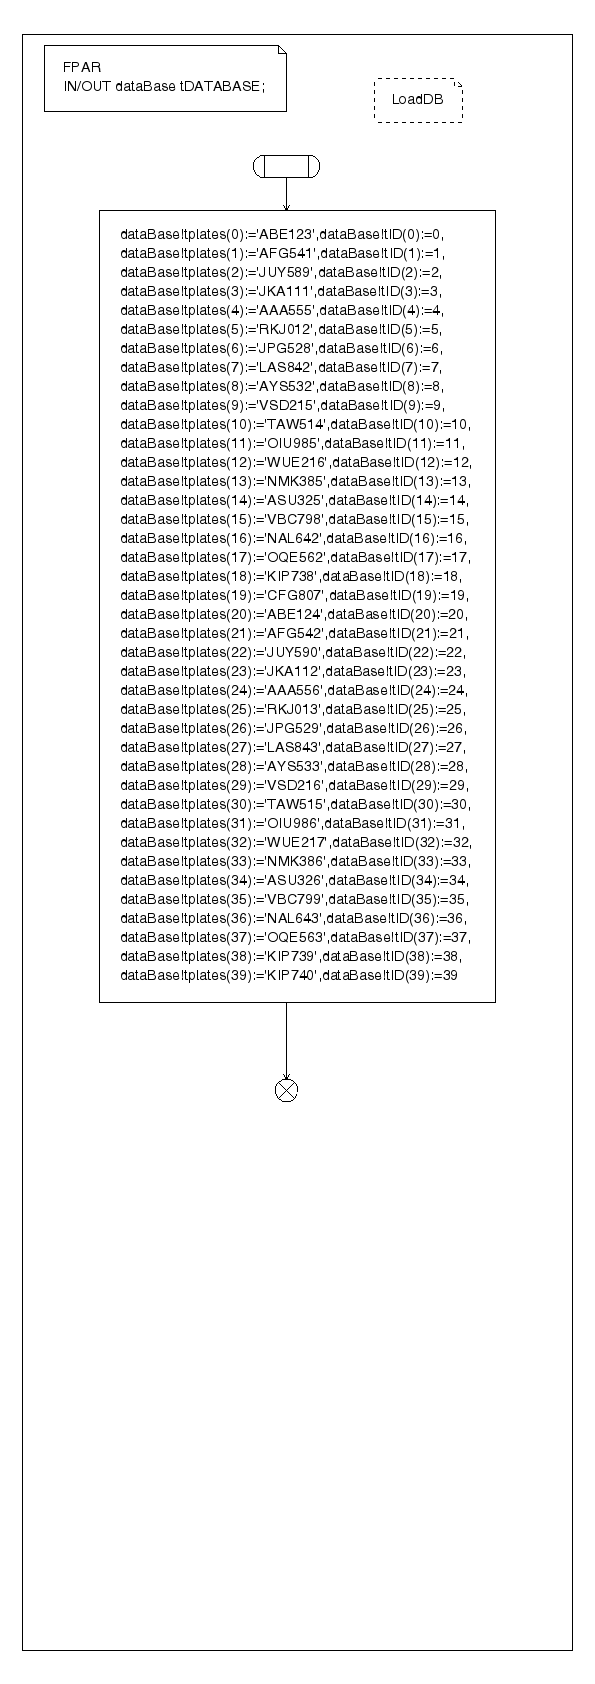 FPAR
IN/OUT dataBase tDATABASE;
LoadDB
dataBase!tplates(0):='ABE123',dataBase!tID(0):=0,
dataBase!tplates(1):='AFG541',dataBase!tID(1):=1,
dataBase!tplates(2):='JUY589',dataBase!tID(2):=2,
dataBase!tplates(3):='JKA111',dataBase!tID(3):=3,
dataBase!tplates(4):='AAA555',dataBase!tID(4):=4,
dataBase!tplates(5):='RKJ012',dataBase!tID(5):=5,
dataBase!tplates(6):='JPG528',dataBase!tID(6):=6,
dataBase!tplates(7):='LAS842',dataBase!tID(7):=7,
dataBase!tplates(8):='AYS532',dataBase!tID(8):=8,
dataBase!tplates(9):='VSD215',dataBase!tID(9):=9,
dataBase!tplates(10):='TAW514',dataBase!tID(10):=10,
dataBase!tplates(11):='OIU985',dataBase!tID(11):=11,
dataBase!tplates(12):='WUE216',dataBase!tID(12):=12,
dataBase!tplates(13):='NMK385',dataBase!tID(13):=13,
dataBase!tplates(14):='ASU325',dataBase!tID(14):=14,
dataBase!tplates(15):='VBC798',dataBase!tID(15):=15,
dataBase!tplates(16):='NAL642',dataBase!tID(16):=16,
dataBase!tplates(17):='OQE562',dataBase!tID(17):=17,
dataBase!tplates(18):='KIP738',dataBase!tID(18):=18,
dataBase!tplates(19):='CFG807',dataBase!tID(19):=19,
dataBase!tplates(20):='ABE124',dataBase!tID(20):=20,
dataBase!tplates(21):='AFG542',dataBase!tID(21):=21,
dataBase!tplates(22):='JUY590',dataBase!tID(22):=22,
dataBase!tplates(23):='JKA112',dataBase!tID(23):=23,
dataBase!tplates(24):='AAA556',dataBase!tID(24):=24,
dataBase!tplates(25):='RKJ013',dataBase!tID(25):=25,
dataBase!tplates(26):='JPG529',dataBase!tID(26):=26,
dataBase!tplates(27):='LAS843',dataBase!tID(27):=27,
dataBase!tplates(28):='AYS533',dataBase!tID(28):=28,
dataBase!tplates(29):='VSD216',dataBase!tID(29):=29,
dataBase!tplates(30):='TAW515',dataBase!tID(30):=30,
dataBase!tplates(31):='OIU986',dataBase!tID(31):=31,
dataBase!tplates(32):='WUE217',dataBase!tID(32):=32,
dataBase!tplates(33):='NMK386',dataBase!tID(33):=33,
dataBase!tplates(34):='ASU326',dataBase!tID(34):=34,
dataBase!tplates(35):='VBC799',dataBase!tID(35):=35,
dataBase!tplates(36):='NAL643',dataBase!tID(36):=36,
dataBase!tplates(37):='OQE563',dataBase!tID(37):=37,
dataBase!tplates(38):='KIP739',dataBase!tID(38):=38,
dataBase!tplates(39):='KIP740',dataBase!tID(39):=39